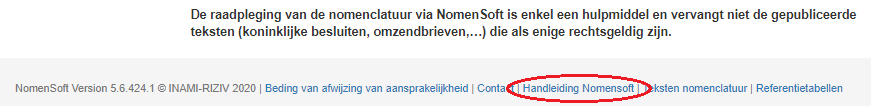 De raadpleging van de nomenclatuur via NomenSoft is enkel een hulpmiddel en vervangt niet de gepubliceerde
teksten (koninklijke besluiten, omzendbrieven,...) die als enige rechtsgeldig zijn.
NomenSoft Version 5.6.424.1 © INAMI-RIZIV 2020 | Beding van afwijzing van aansprakelijkheid | Contact | Handleiding Nomensoft | Teksten nomenclatuur | Referentietabellen